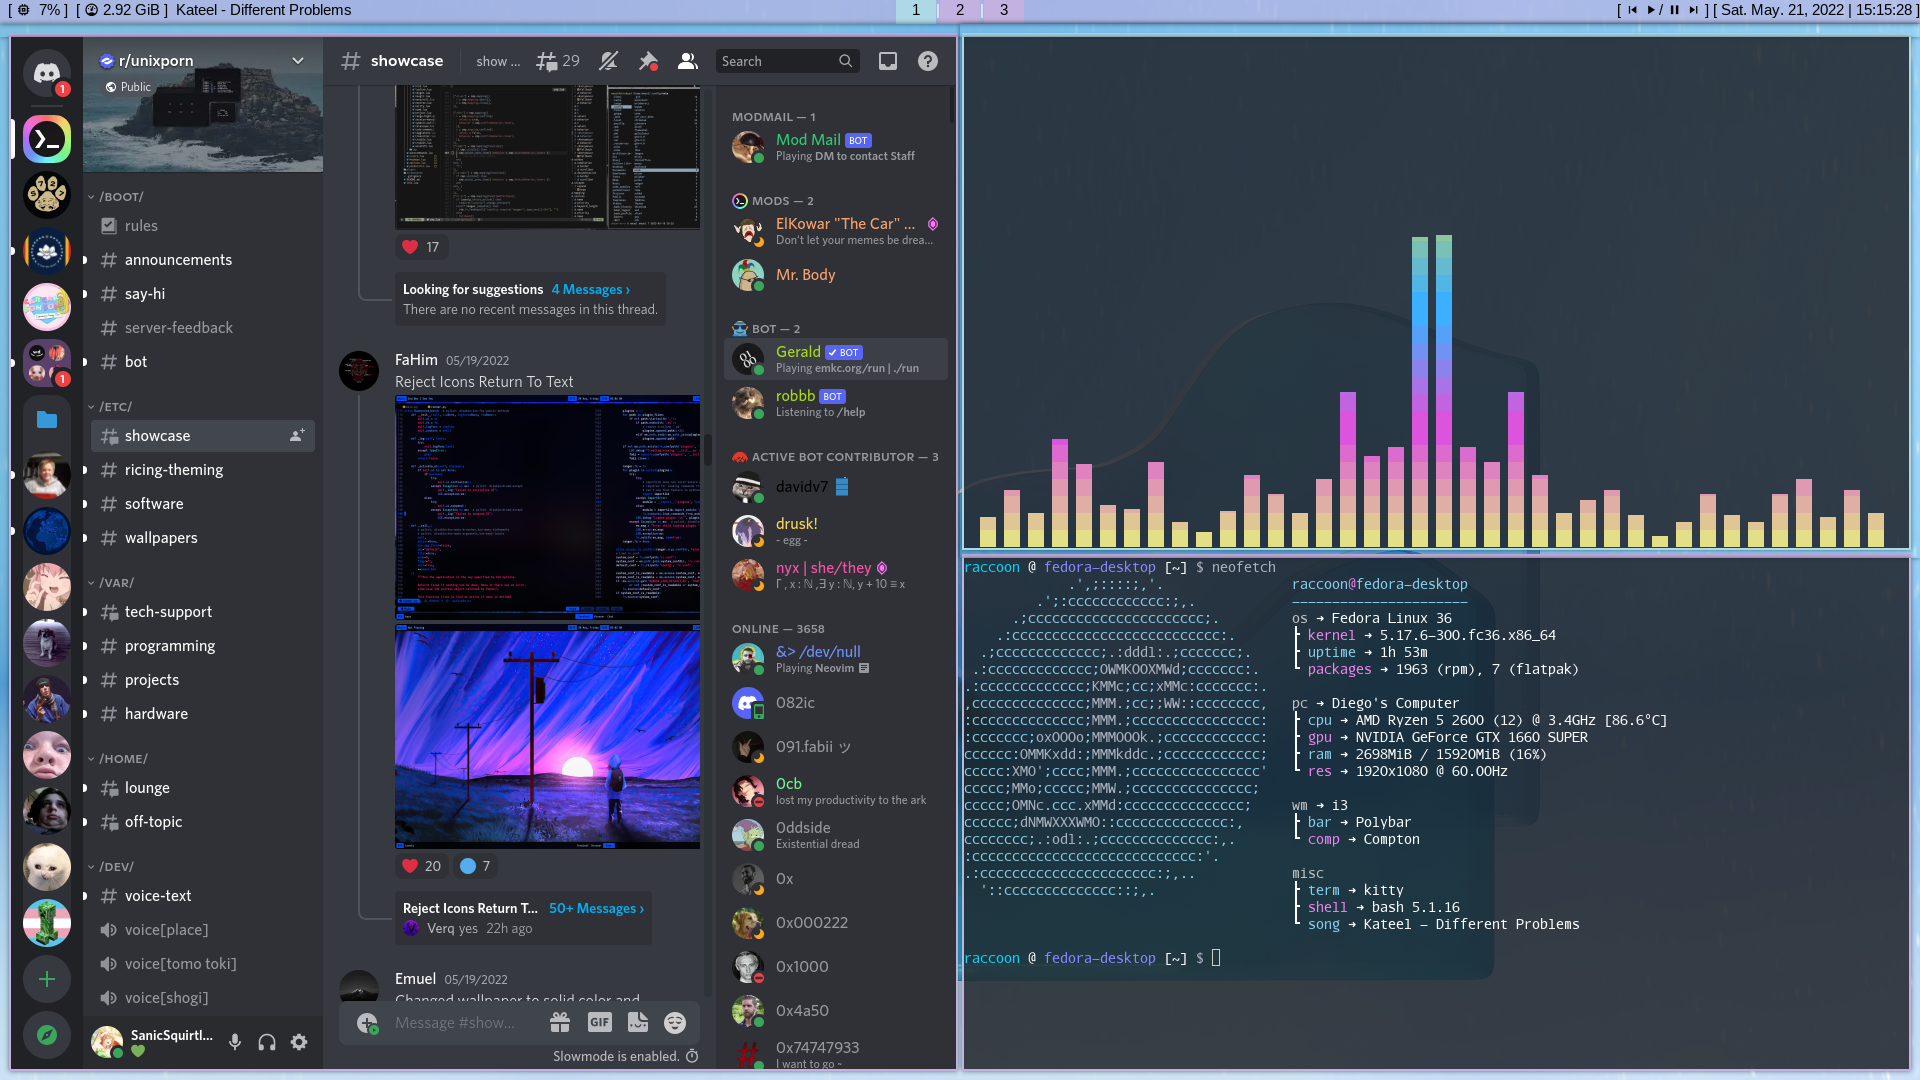 [ 7% ] [ 2.92 GiB ] Kateel - Different Problems
1 2 3
[ / ] [ Sat. May. 21, 2022 | 15:15:28 ]
r/unixporn
Public
/BOOT/
rules
announcements
say-hi
server-feedback
bot
/ETC/
showcase
ricing-theming
software
wallpapers
/VAR/
tech-support
programming
projects
hardware
/HOME/
lounge
off-topic
/DEV/
voice-text
voice[place]
voice[tomo toki]
voice[shogi]
SanicSquirtl...
1
1
showcase
show ...
29
Search
17
Looking for suggestions 4 Messages ›
There are no recent messages in this thread.
FaHim 05/19/2022
Reject Icons Return To Text
20 7
Reject Icons Return T... 50+ Messages ›
Verq yes 22h ago
Emuel 05/19/2022
Changed wallpaper to solid color and
Message #show...
GIF
Slowmode is enabled.
MODMAIL — 1
Mod Mail BOT
Playing DM to contact Staff
MODS — 2
ElKowar "The Car" ...
Don't let your memes be drea...
Mr. Body
BOT — 2
Gerald ✓ BOT
Playing emkc.org/run | ./run
robbb BOT
Listening to /help
ACTIVE BOT CONTRIBUTOR — 3
davidv7
drusk!
- egg -
nyx | she/they
Γ , x : ℕ , ∃ y : ℕ, y + 10 ≡ x
ONLINE — 3658
&> /dev/null
Playing Neovim
082ic
091.fabii ッ
0cb
lost my productivity to the ark
0ddside
Existential dread
0x
0x000222
0x1000
0x4a50
0x74747933
I want to go ~
raccoon @ fedora-desktop [~] $ neofetch
raccoon@fedora-desktop
----------------------
os → Fedora Linux 36
kernel → 5.17.6-300.fc36.x86_64
uptime → 1h 53m
packages → 1963 (rpm), 7 (flatpak)
pc → Diego's Computer
cpu → AMD Ryzen 5 2600 (12) @ 3.4GHz [86.6°C]
gpu → NVIDIA GeForce GTX 1660 SUPER
ram → 2698MiB / 15920MiB (16%)
res → 1920x1080 @ 60.00Hz
wm → i3
bar → Polybar
comp → Compton
misc
term → kitty
shell → bash 5.1.16
song → Kateel – Different Problems
raccoon @ fedora-desktop [~] $